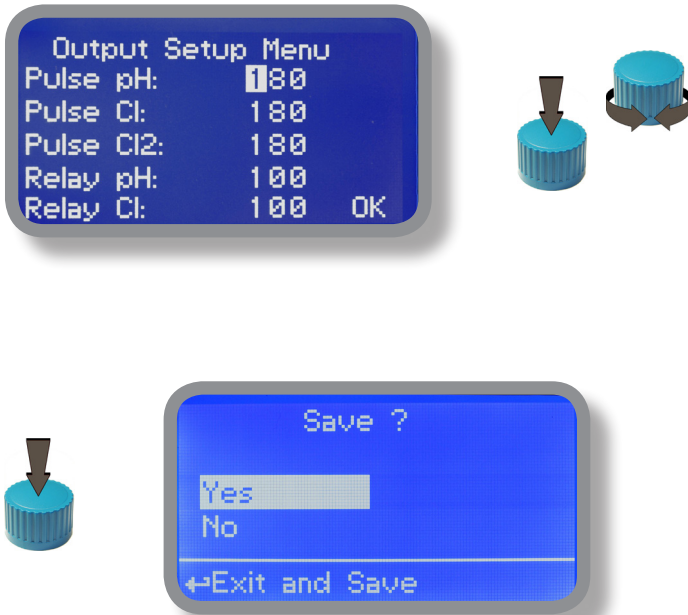 Output Setup Menu
Pulse pH: 180
Pulse Cl: 180
Pulse Cl2: 180
Relay pH: 100
Relay Cl: 100 OK
Save ?
Yes
No
↵Exit and Save